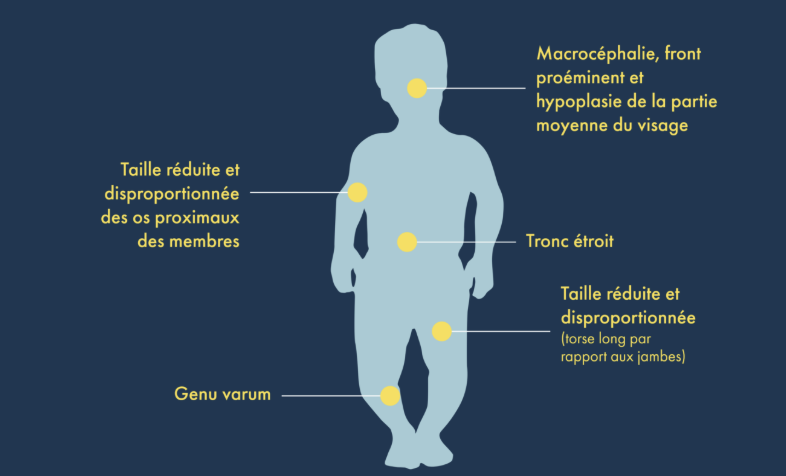 Macrocéphalie, front
proéminent et
hypoplasie de la partie
moyenne du visage
Taille réduite et
disproportionnée
des os proximaux
des membres
Tronc étroit
Taille réduite et
disproportionnée
(torse long par
rapport aux jambes)
Genu varum